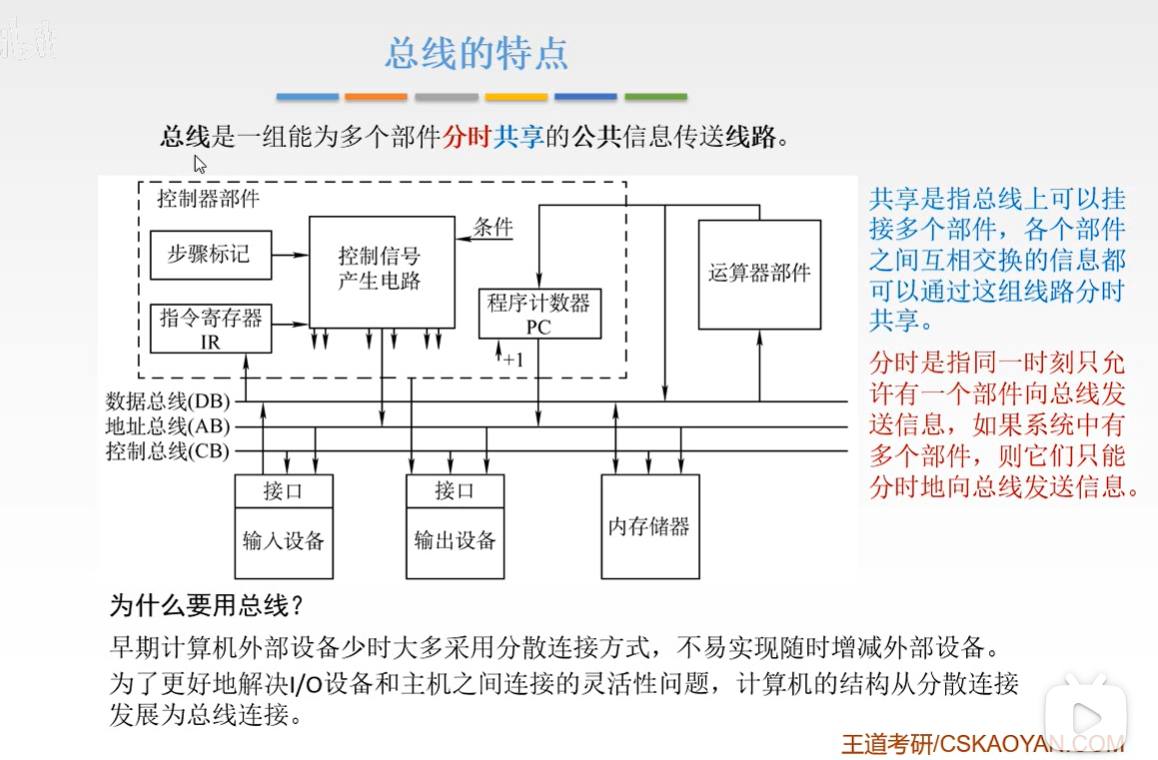 总线的特点
总线是一组能为多个部件分时共享的公共信息传送线路。
控制器部件
步骤标记
指令寄存器
IR
控制信号
产生电路
条件
程序计数器
PC
+1
运算器部件
数据总线(DB)
地址总线(AB)
控制总线(CB)
接口
输入设备
接口
输出设备
内存储器
共享是指总线上可以挂
接多个部件，各个部件
之间互相交换的信息都
可以通过这组线路分时
共享。
分时是指同一时刻只允
许有一个部件向总线发
送信息，如果系统中有
多个部件，则它们只能
分时地向总线发送信息。
为什么要用总线？
早期计算机外部设备少时大多采用分散连接方式，不易实现随时增减外部设备。
为了更好地解决I/O设备和主机之间连接的灵活性问题，计算机的结构从分散连接
发展为总线连接。
王道考研/CSKAOYAN.COM